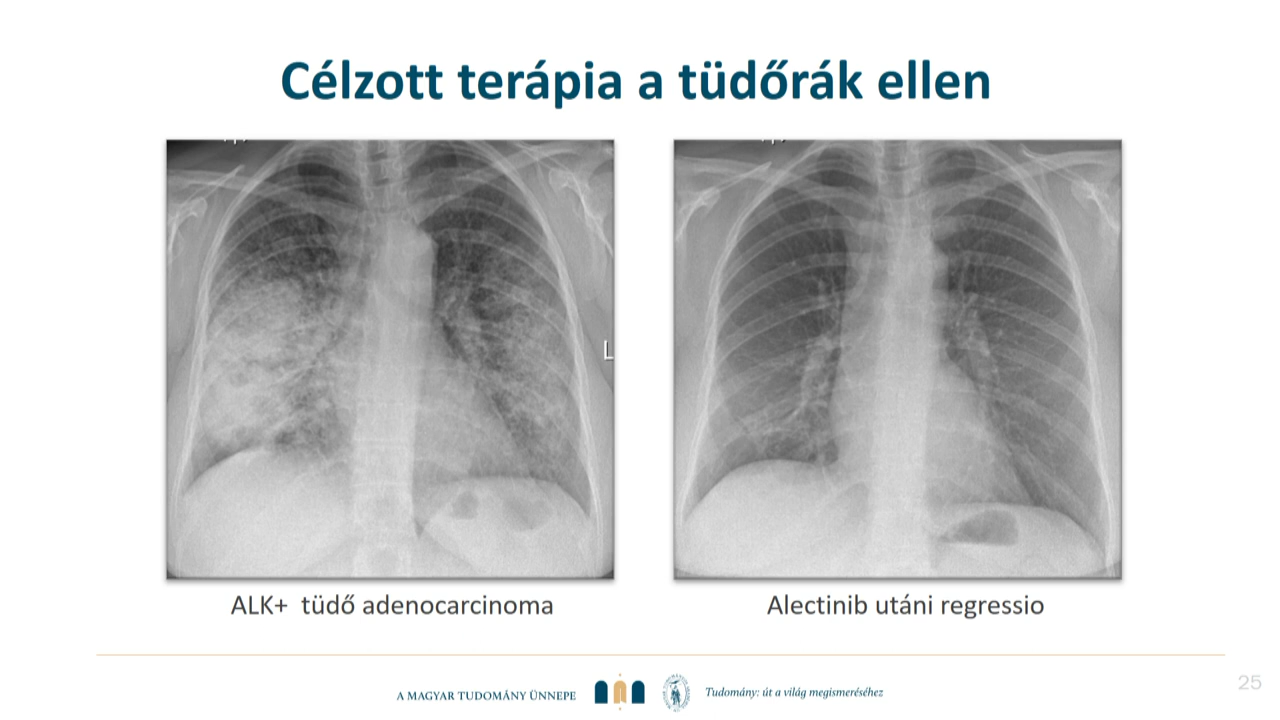 Célzott terápia a tüdőrák ellen
L
ALK+ tüdő adenocarcinoma
Alectinib utáni regressio
A MAGYAR TUDOMÁNY ÜNNEPE
Tudomány: út a világ megismeréséhez
25